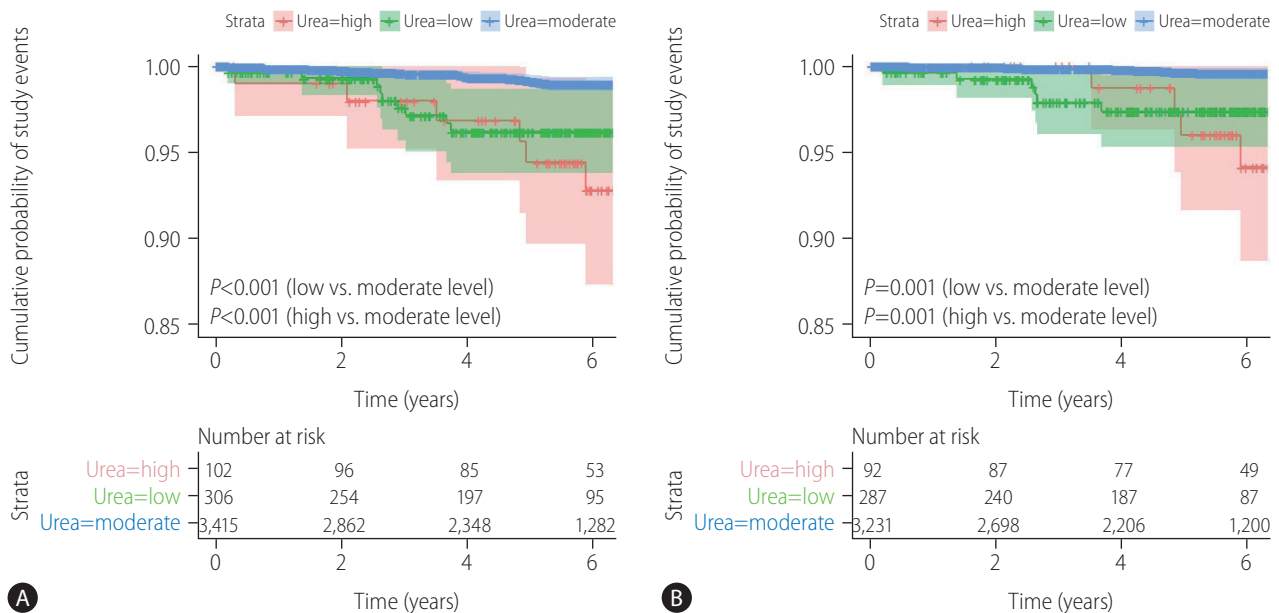 Strata Urea=high Urea=low Urea=moderate
Cumulative probability of study events
1.00
0.95
0.90
0.85
P<0.001 (low vs. moderate level)
P<0.001 (high vs. moderate level)
0 2 4 6
Time (years)
Number at risk
Strata
Urea=high 102 96 85 53
Urea=low 306 254 197 95
Urea=moderate 3,415 2,862 2,348 1,282
0 2 4 6
Time (years)
A
Strata Urea=high Urea=low Urea=moderate
Cumulative probability of study events
1.00
0.95
0.90
0.85
P=0.001 (low vs. moderate level)
P=0.001 (high vs. moderate level)
0 2 4 6
Time (years)
Number at risk
Strata
Urea=high 92 87 77 49
Urea=low 287 240 187 87
Urea=moderate 3,231 2,698 2,206 1,200
0 2 4 6
Time (years)
B